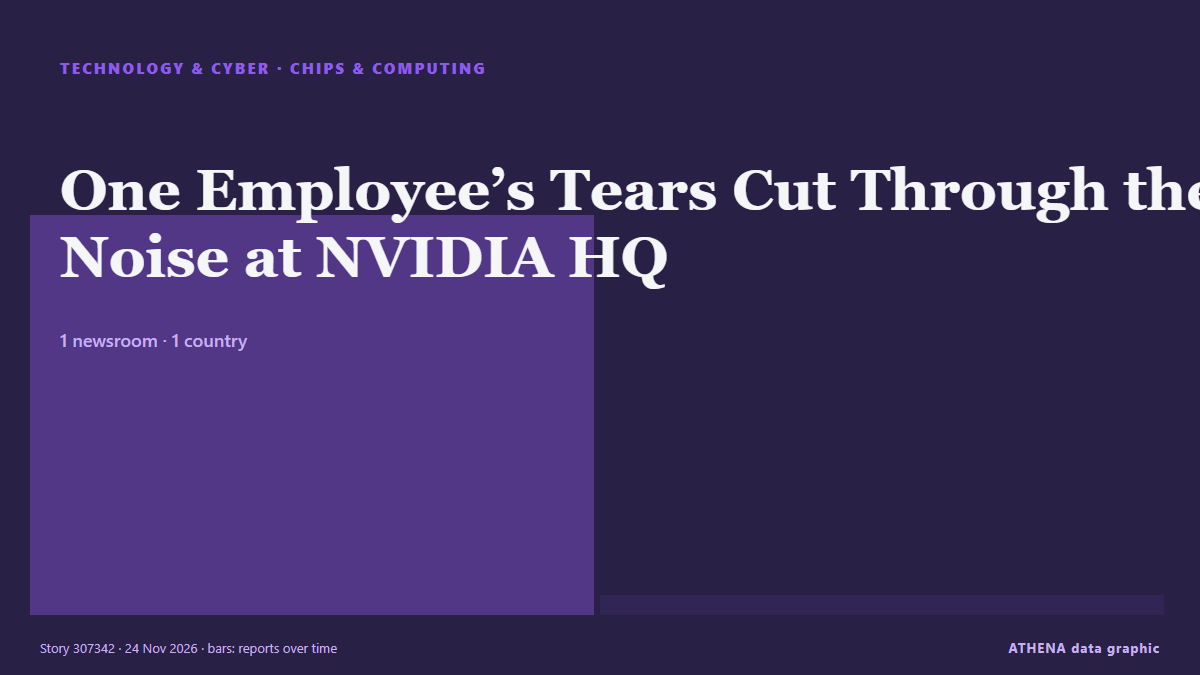 TECHNOLOGY & CYBER · CHIPS & COMPUTING
One Employee’s Tears Cut Through the
Noise at NVIDIA HQ
1 newsroom · 1 country
Story 307342 · 24 Nov 2026 · bars: reports over time
ATHENA data graphic